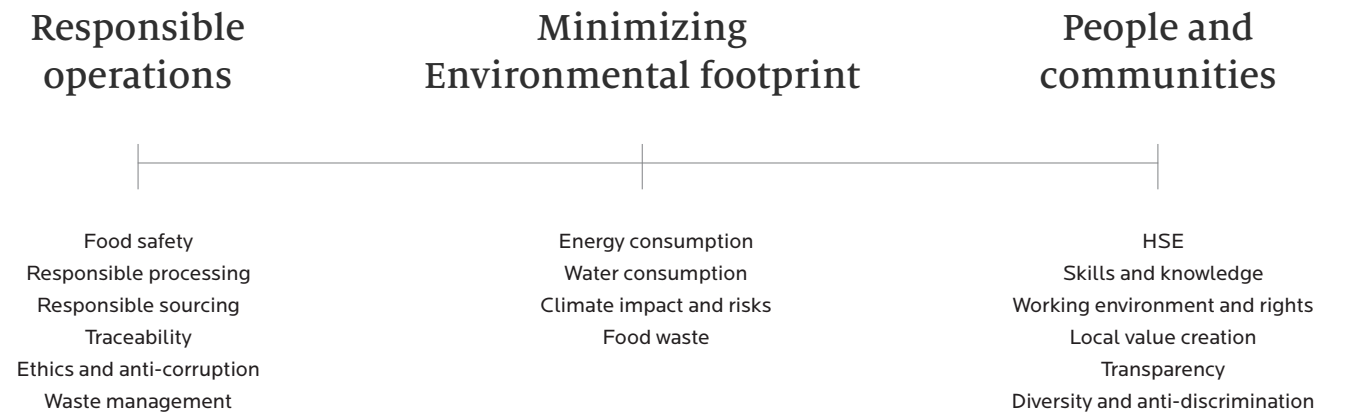 Responsible
operations
Minimizing
Environmental footprint
People and
communities
Food safety
Responsible processing
Responsible sourcing
Traceability
Ethics and anti-corruption
Waste management
Energy consumption
Water consumption
Climate impact and risks
Food waste
HSE
Skills and knowledge
Working environment and rights
Local value creation
Transparency
Diversity and anti-discrimination